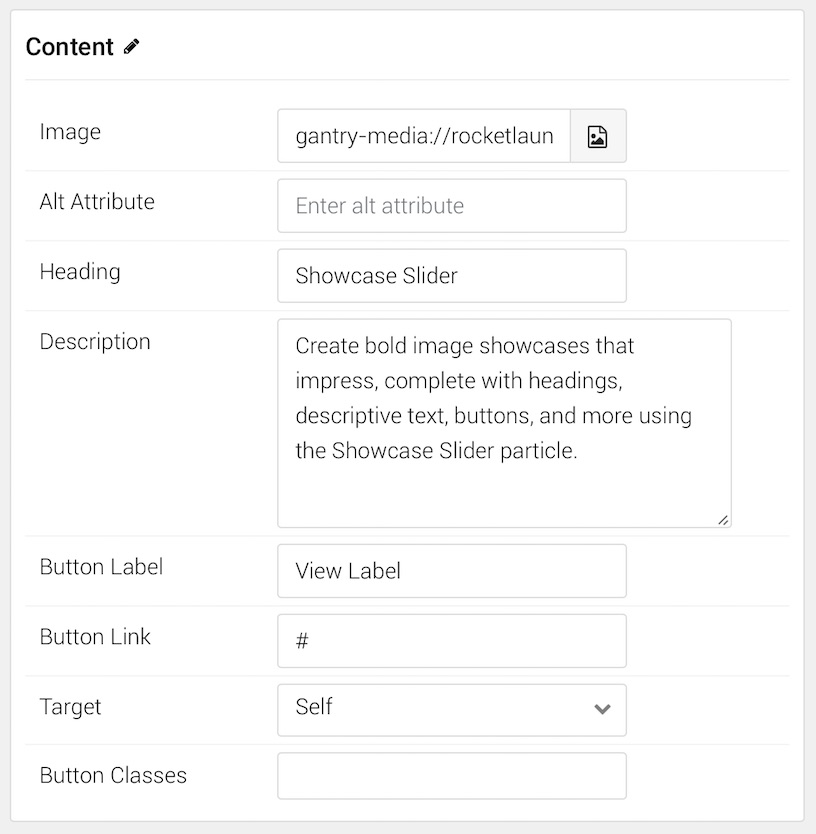 Content
Image
gantry-media://rocketlaun
Alt Attribute
Enter alt attribute
Heading
Showcase Slider
Description
Create bold image showcases that
impress, complete with headings,
descriptive text, buttons, and more using
the Showcase Slider particle.
Button Label
View Label
Button Link
#
Target
Self
Button Classes